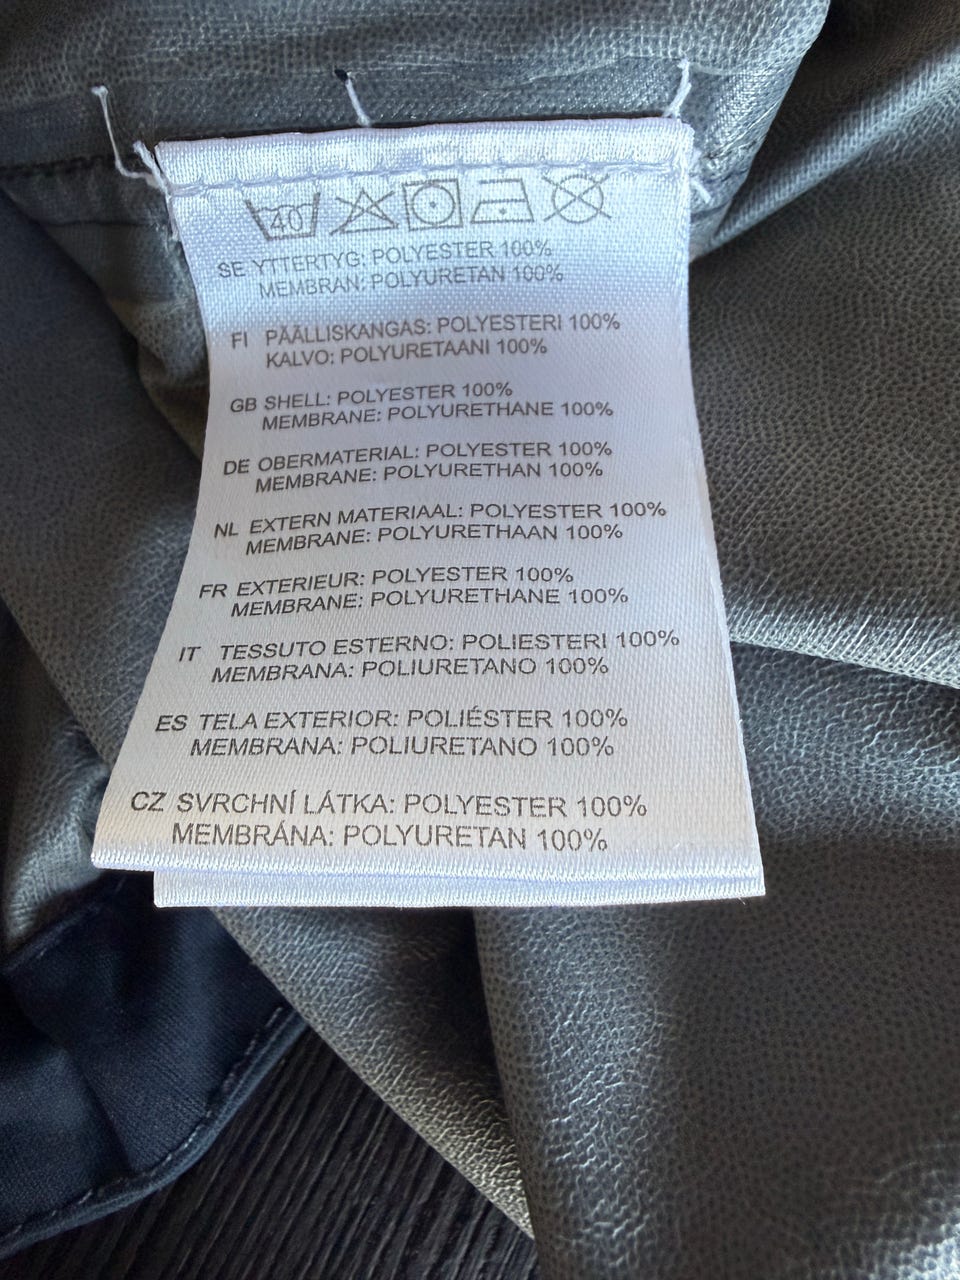 40
SE YTTERTYG: POLYESTER 100%
MEMBRAN: POLYURETAN 100%
FI PÄÄLLISKANGAS: POLYESTERI 100%
KALVO: POLYURETAANI 100%
GB SHELL: POLYESTER 100%
MEMBRANE: POLYURETHANE 100%
DE OBERMATERIAL: POLYESTER 100%
MEMBRANE: POLYURETHAN 100%
NL EXTERN MATERIAAL: POLYESTER 100%
MEMBRANE: POLYURETHAAN 100%
FR EXTERIEUR: POLYESTER 100%
MEMBRANE: POLYURETHANE 100%
IT TESSUTO ESTERNO: POLIESTERI 100%
MEMBRANA: POLIURETANO 100%
ES TELA EXTERIOR: POLIÉSTER 100%
MEMBRANA: POLIURETANO 100%
CZ SVRCHNÍ LÁTKA: POLYESTER 100%
MEMBRÁNA: POLYURETAN 100%